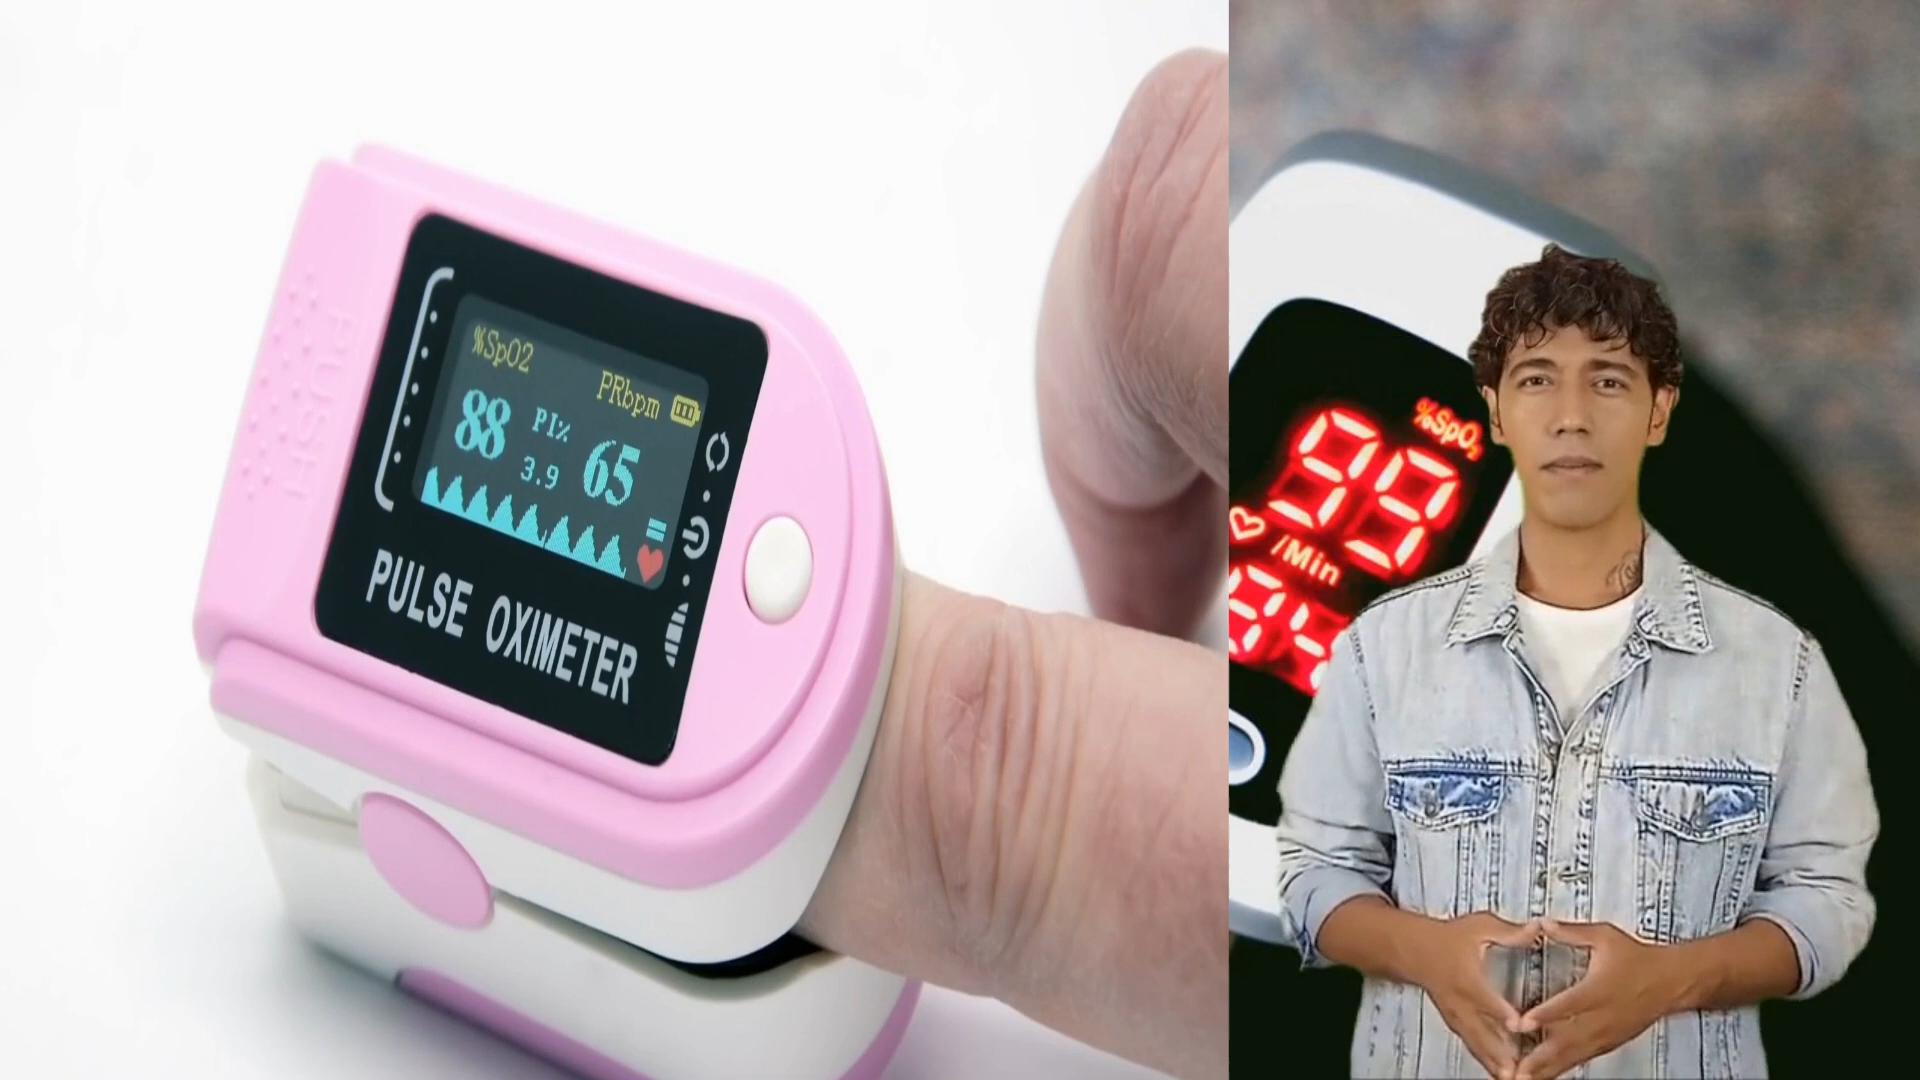 PUSH
%SpO2
PRbpm
88
PI%
65
3.9
PULSE OXIMETER
%SpO2
99
/Min